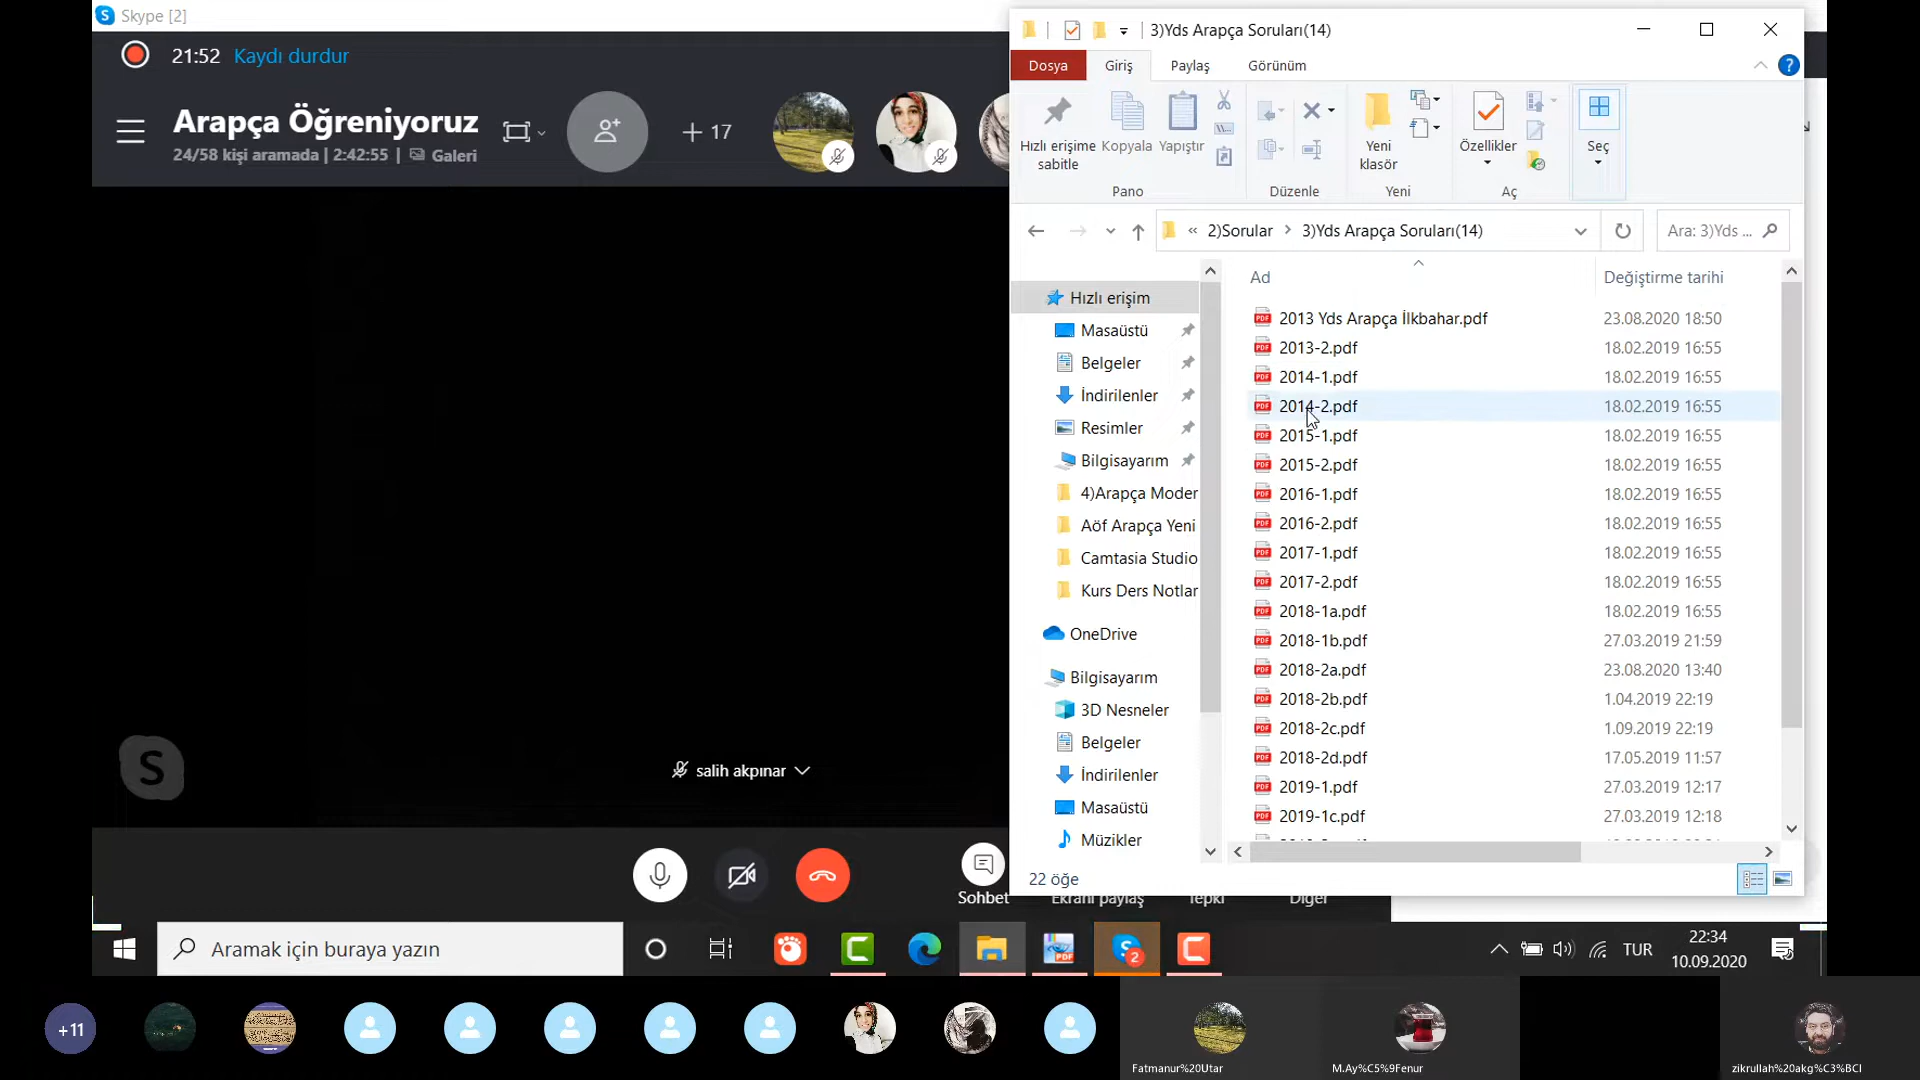 Skype [2]
21:52 Kaydı durdur
Arapça Öğreniyoruz
24/58 kişi aramada | 2:42:55 | Galeri
+ 17
salih akpınar
Sohbet
Ekranı paylaş
Tepki
Diğer
3)Yds Arapça Soruları(14)
Dosya Giriş Paylaş Görünüm
Hızlı erişime sabitle
Kopyala
Yapıştır
Yeni klasör
Özellikler
Seç
Pano
Düzenle
Yeni
Aç
« 2)Sorular > 3)Yds Arapça Soruları(14)
Ara: 3)Yds ...
Hızlı erişim
Masaüstü
Belgeler
İndirilenler
Resimler
Bilgisayarım
4)Arapça Moder
Aöf Arapça Yeni
Camtasia Studio
Kurs Ders Notlar
OneDrive
Bilgisayarım
3D Nesneler
Belgeler
İndirilenler
Masaüstü
Müzikler
Ad Değiştirme tarihi
2013 Yds Arapça İlkbahar.pdf 23.08.2020 18:50
2013-2.pdf 18.02.2019 16:55
2014-1.pdf 18.02.2019 16:55
2014-2.pdf 18.02.2019 16:55
2015-1.pdf 18.02.2019 16:55
2015-2.pdf 18.02.2019 16:55
2016-1.pdf 18.02.2019 16:55
2016-2.pdf 18.02.2019 16:55
2017-1.pdf 18.02.2019 16:55
2017-2.pdf 18.02.2019 16:55
2018-1a.pdf 18.02.2019 16:55
2018-1b.pdf 27.03.2019 21:59
2018-2a.pdf 23.08.2020 13:40
2018-2b.pdf 1.04.2019 22:19
2018-2c.pdf 1.09.2019 22:19
2018-2d.pdf 17.05.2019 11:57
2019-1.pdf 27.03.2019 12:17
2019-1c.pdf 27.03.2019 12:18
22 öğe
Aramak için buraya yazın
TUR
22:34
10.09.2020
+11
Fatmanur%20Utar
M.Ay%C5%9Fenur
zikrullah%20akg%C3%BCl